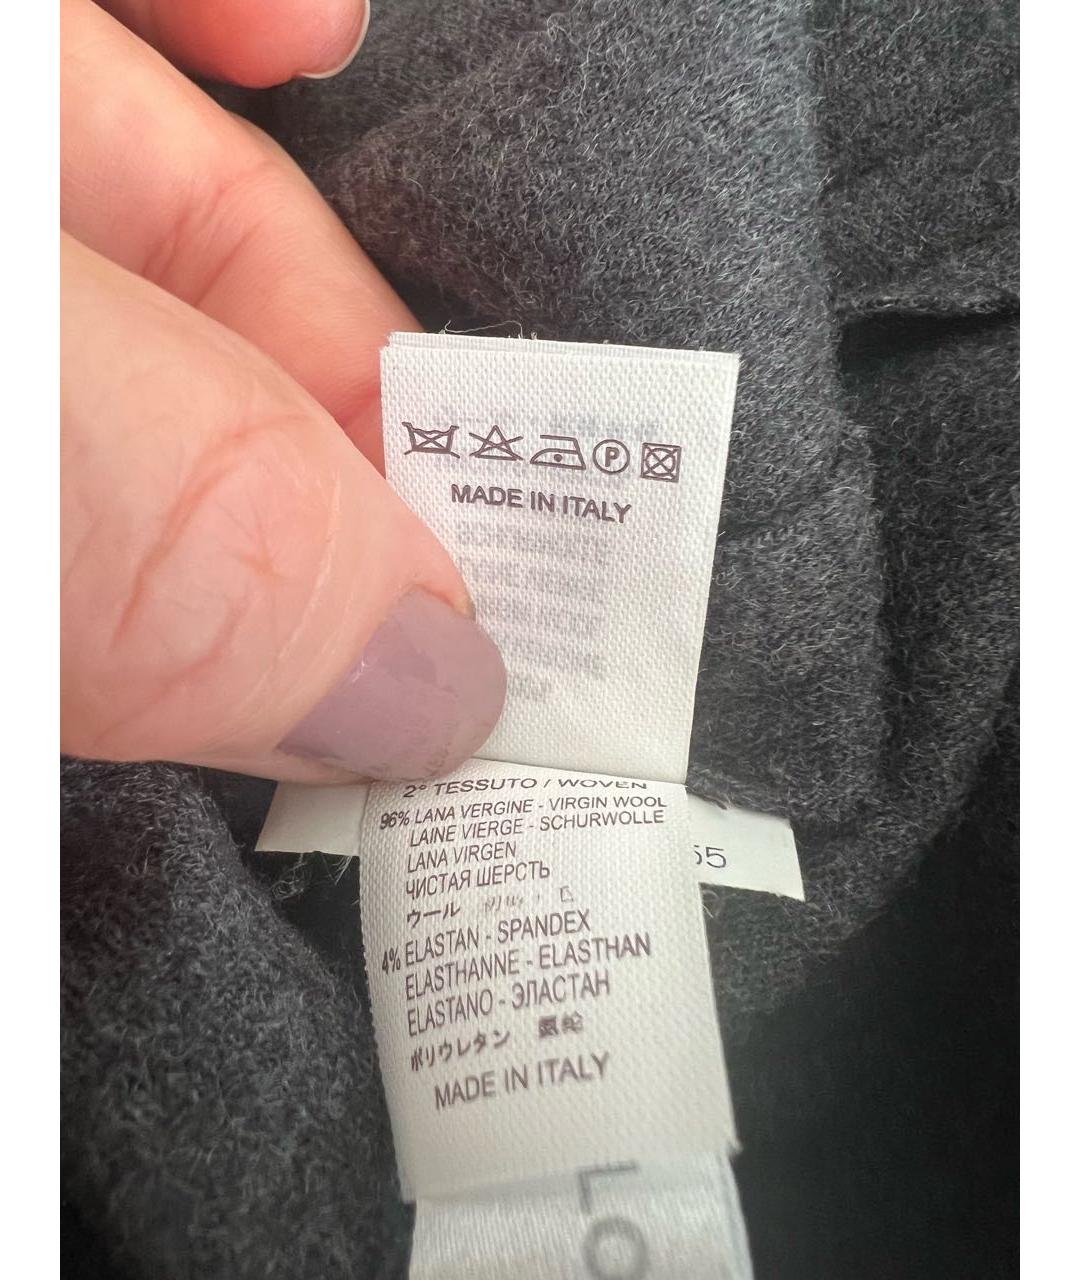 P
MADE IN ITALY
2° TESSUTO / WOVEN
96% LANA VERGINE - VIRGIN WOOL
LAINE VIERGE - SCHURWOLLE
LANA VIRGEN
ЧИСТАЯ ШЕРСТЬ
ウール
4% ELASTAN - SPANDEX
ELASTHANNE - ELASTHAN
ELASTANO - ЭЛАСТАН
ポリウレタン 氨纶
MADE IN ITALY
55
LO